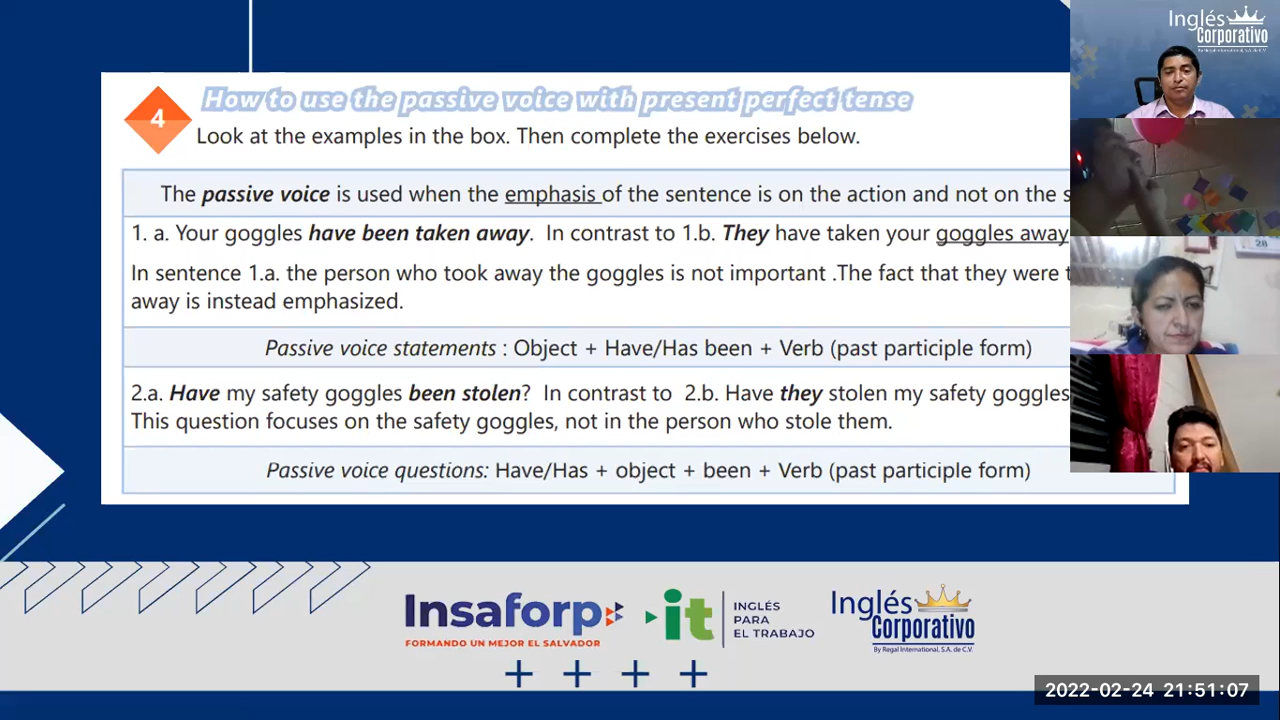 Inglés
Corporativo
By Regal International, S.A. de C.V.
4
How to use the passive voice with present perfect tense
Look at the examples in the box. Then complete the exercises below.
The passive voice is used when the emphasis of the sentence is on the action and not on the s
1. a. Your goggles have been taken away. In contrast to 1.b. They have taken your goggles away
In sentence 1.a. the person who took away the goggles is not important .The fact that they were t
away is instead emphasized.
Passive voice statements : Object + Have/Has been + Verb (past participle form)
2.a. Have my safety goggles been stolen? In contrast to 2.b. Have they stolen my safety goggles
This question focuses on the safety goggles, not in the person who stole them.
Passive voice questions: Have/Has + object + been + Verb (past participle form)
28
Insaforp
FORMANDO UN MEJOR EL SALVADOR
it
INGLÉS
PARA
EL TRABAJO
Inglés
Corporativo
By Regal International, S.A. de C.V.
2022-02-24 21:51:07